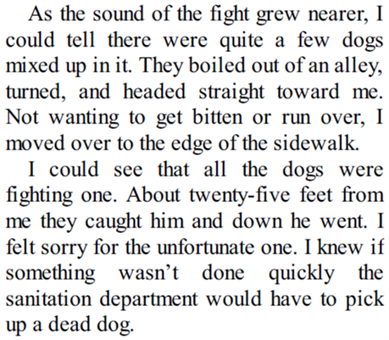 As the sound of the fight grew nearer, I
could tell there were quite a few dogs
mixed up in it. They boiled out of an alley,
turned, and headed straight toward me.
Not wanting to get bitten or run over, I
moved over to the edge of the sidewalk.
I could see that all the dogs were
fighting one. About twenty-five feet from
me they caught him and down he went. I
felt sorry for the unfortunate one. I knew if
something wasn’t done quickly the
sanitation department would have to pick
up a dead dog.